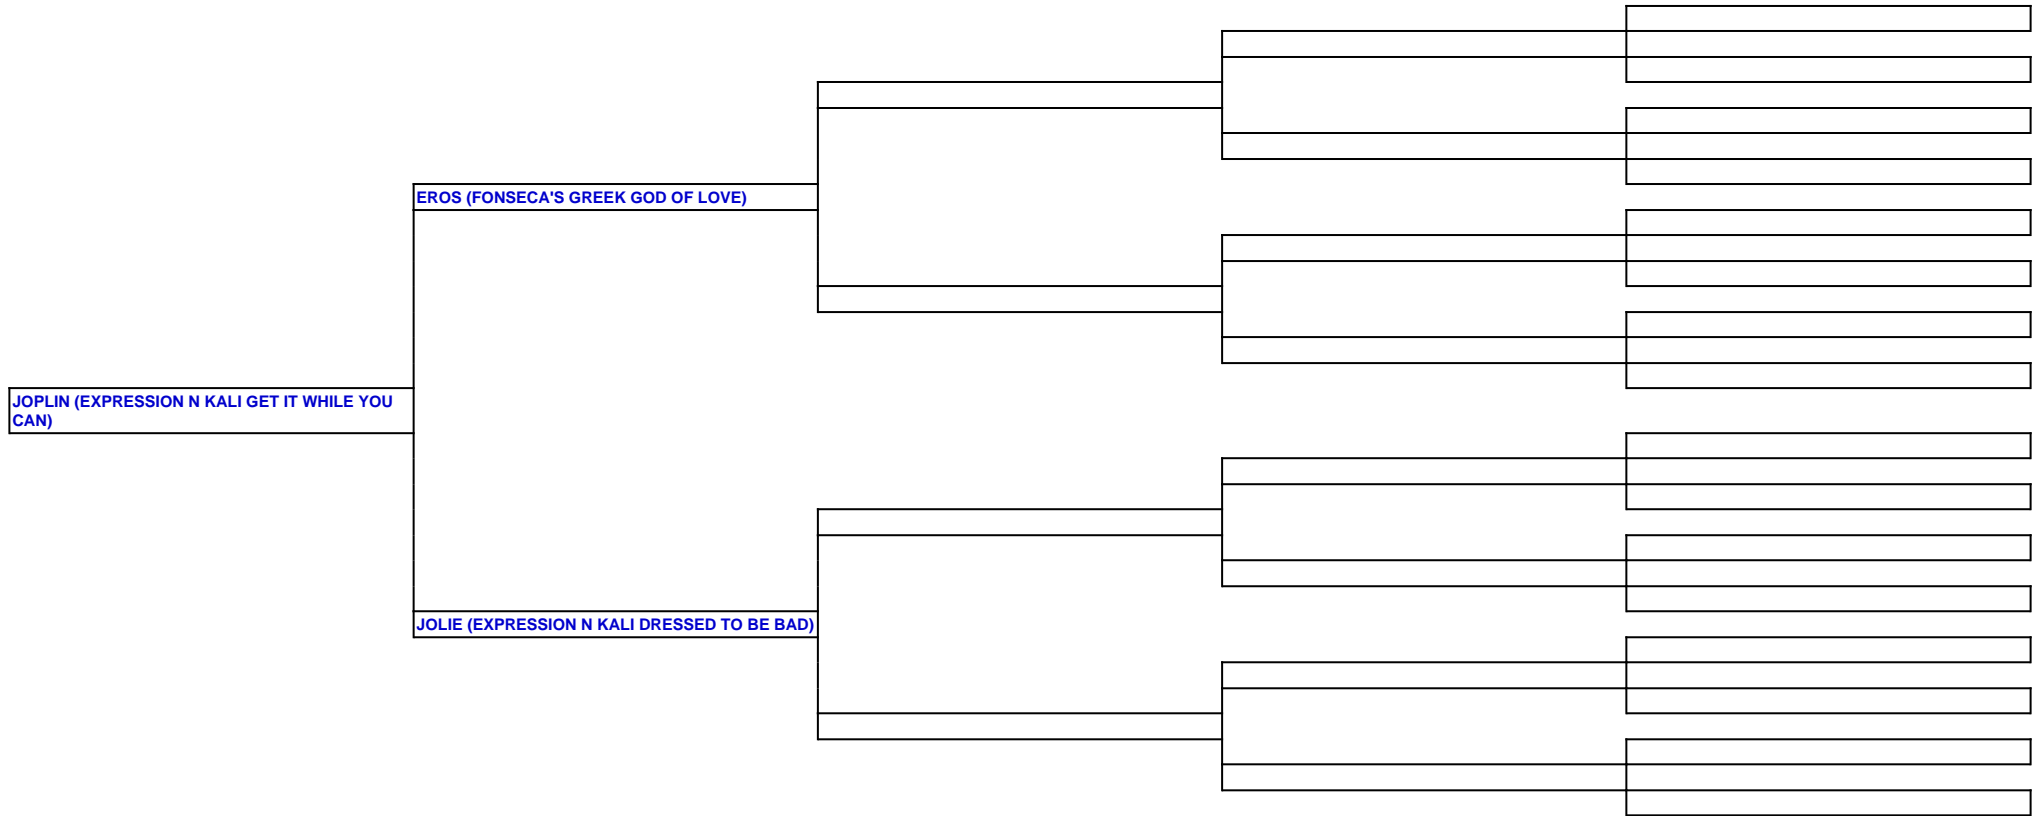 EROS (FONSECA'S GREEK GOD OF LOVE)
JOPLIN (EXPRESSION N KALI GET IT WHILE YOU
CAN)
JOLIE (EXPRESSION N KALI DRESSED TO BE BAD)